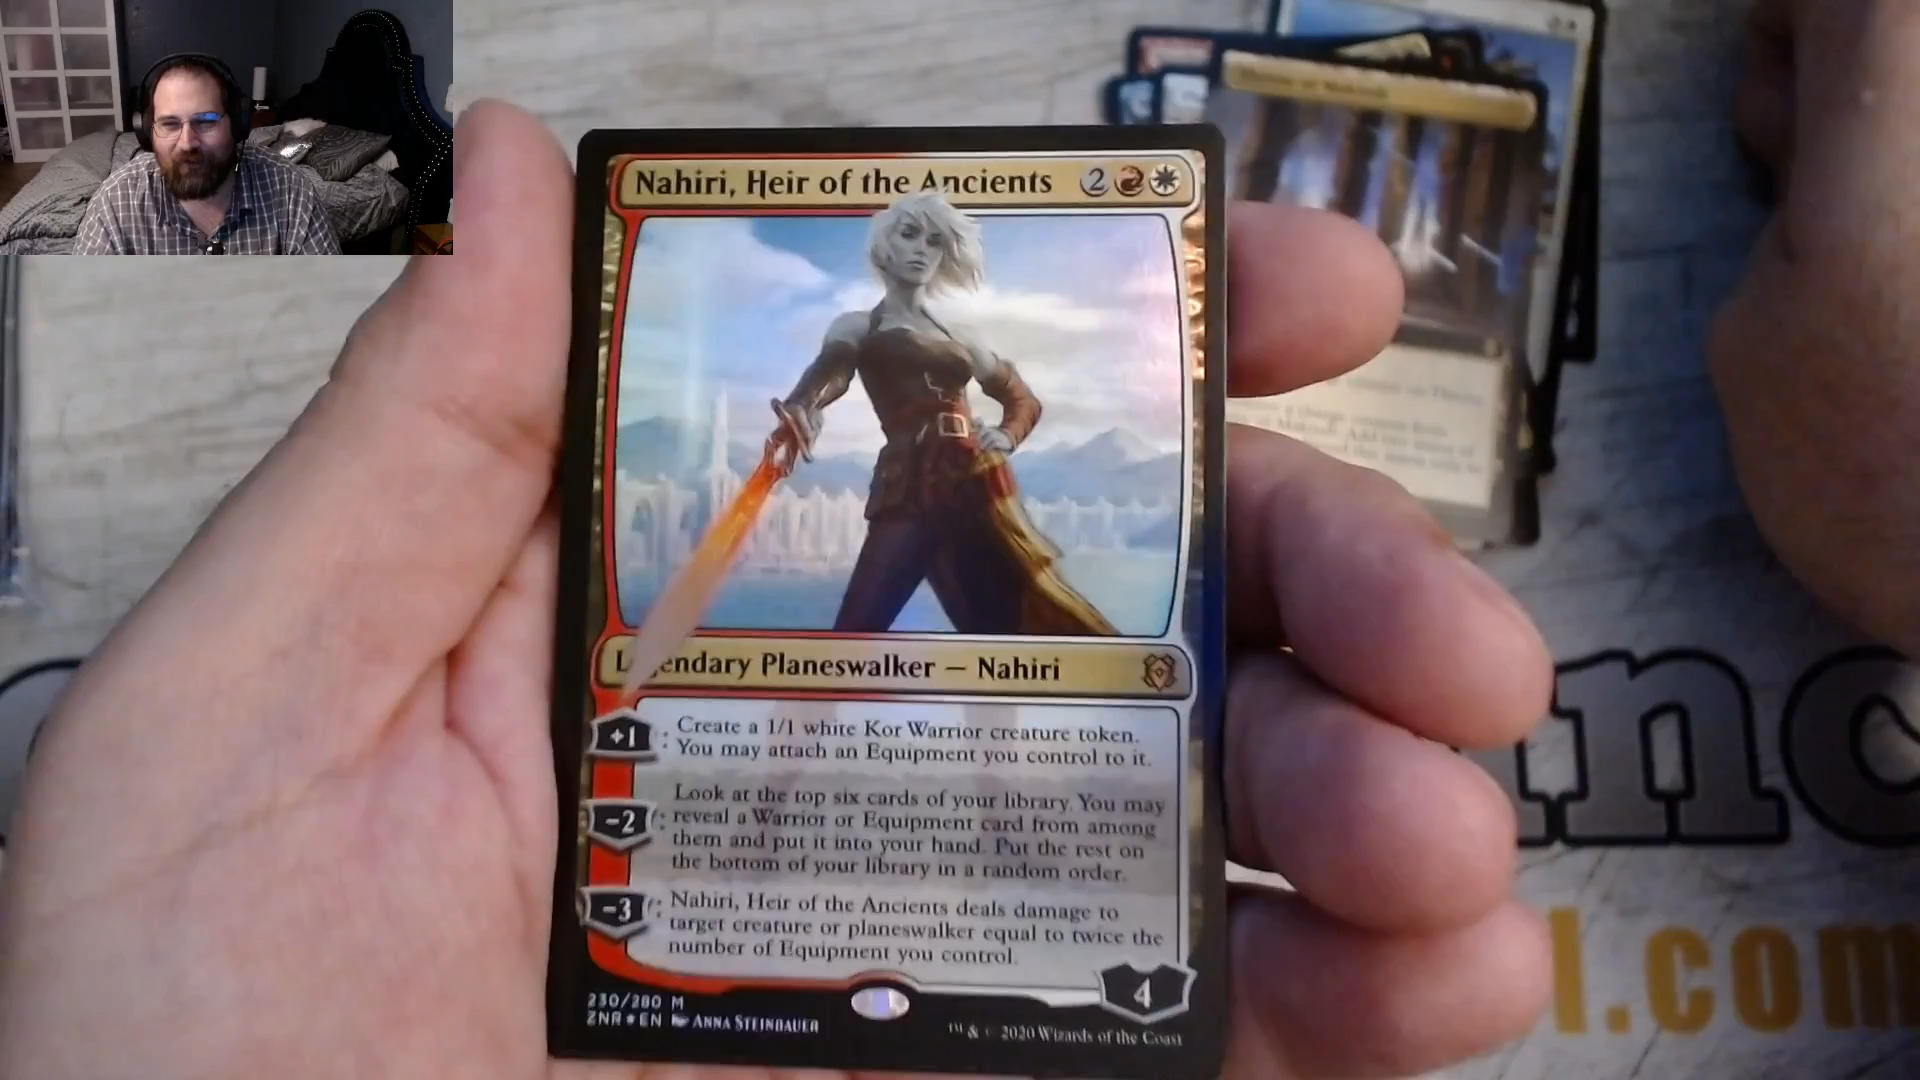 Nahiri, Heir of the Ancients 2
Legendary Planeswalker — Nahiri
+1: Create a 1/1 white Kor Warrior creature token.
You may attach an Equipment you control to it.
Look at the top six cards of your library. You may
-2: reveal a Warrior or Equipment card from among
them and put it into your hand. Put the rest on
the bottom of your library in a random order.
-3: Nahiri, Heir of the Ancients deals damage to
target creature or planeswalker equal to twice the
number of Equipment you control.
4
230/280 M
ZNR★EN Anna Steinbauer
™ & © 2020 Wizards of the Coast
nc
l.com